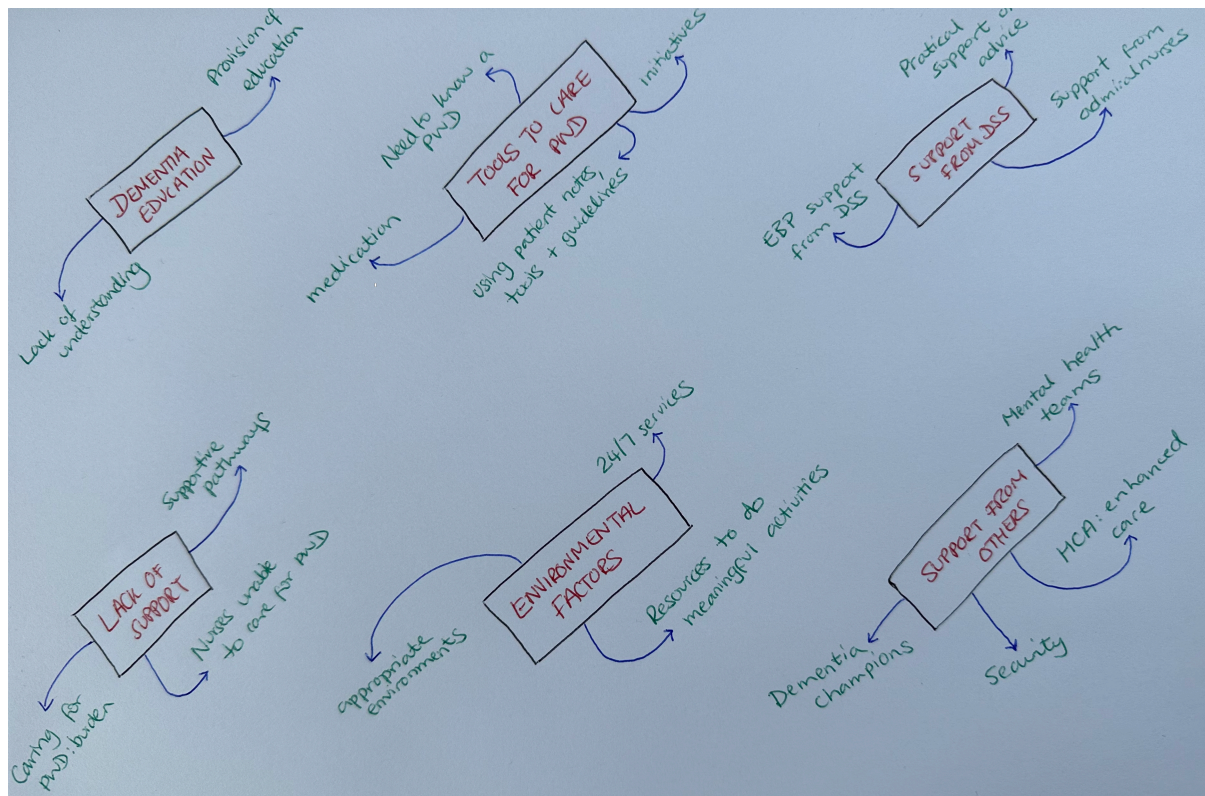 Provision of
education
DEMENTIA
EDUCATION
Lack of
understanding
Need to know a
PWD
Initiatives
TOOLS TO CARE
FOR PWD
medication
using patient notes,
tools + guidelines
Pratical
support
advice
Support from
admiral nurses
SUPPORT
FROM DSS
EBP support
from DSS
Supportive
pathways
LACK OF
SUPPORT
Nurses unable
to care for PWD
Caring for
PWD: burden
24/7 services
ENVIRONMENTAL
FACTORS
Resources to do
meaningful activities
appropriate
Environments
Mental health
teams
SUPPORT FROM
OTHERS
HCA: enhanced
care
Dementia
champions
Security